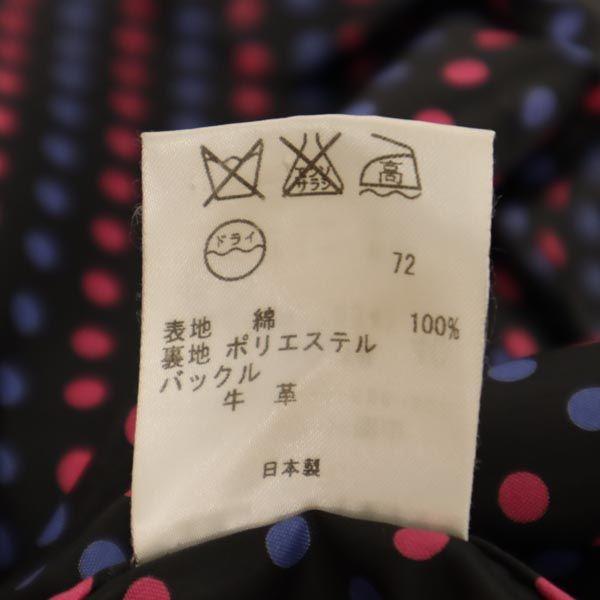 エンソ
サラシ
高
ドライ
72
表地 綿 100%
裏地 ポリエステル
バックル
牛 革
日本製